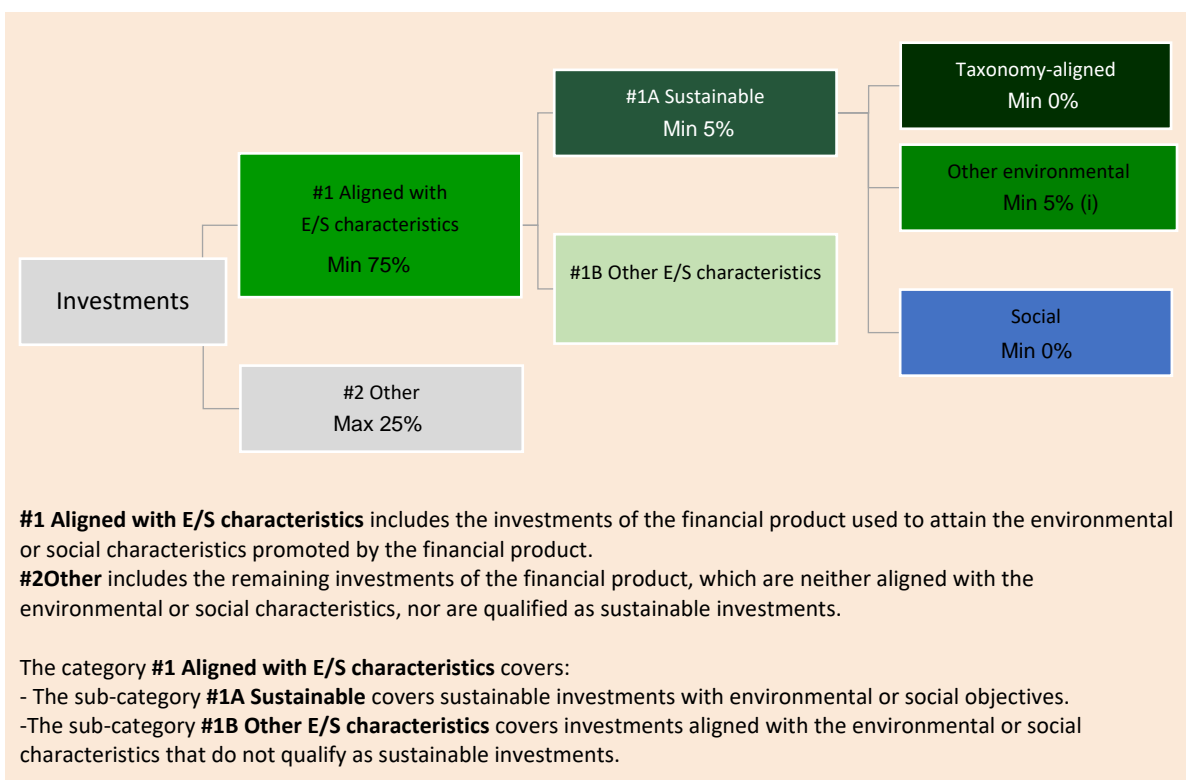 Investments
#1 Aligned with
E/S characteristics
Min 75%
#2 Other
Max 25%
#1A Sustainable
Min 5%
#1B Other E/S characteristics
Taxonomy-aligned
Min 0%
Other environmental
Min 5% (i)
Social
Min 0%
#1 Aligned with E/S characteristics includes the investments of the financial product used to attain the environmental
or social characteristics promoted by the financial product.
#2Other includes the remaining investments of the financial product, which are neither aligned with the
environmental or social characteristics, nor are qualified as sustainable investments.
The category #1 Aligned with E/S characteristics covers:
- The sub-category #1A Sustainable covers sustainable investments with environmental or social objectives.
-The sub-category #1B Other E/S characteristics covers investments aligned with the environmental or social
characteristics that do not qualify as sustainable investments.